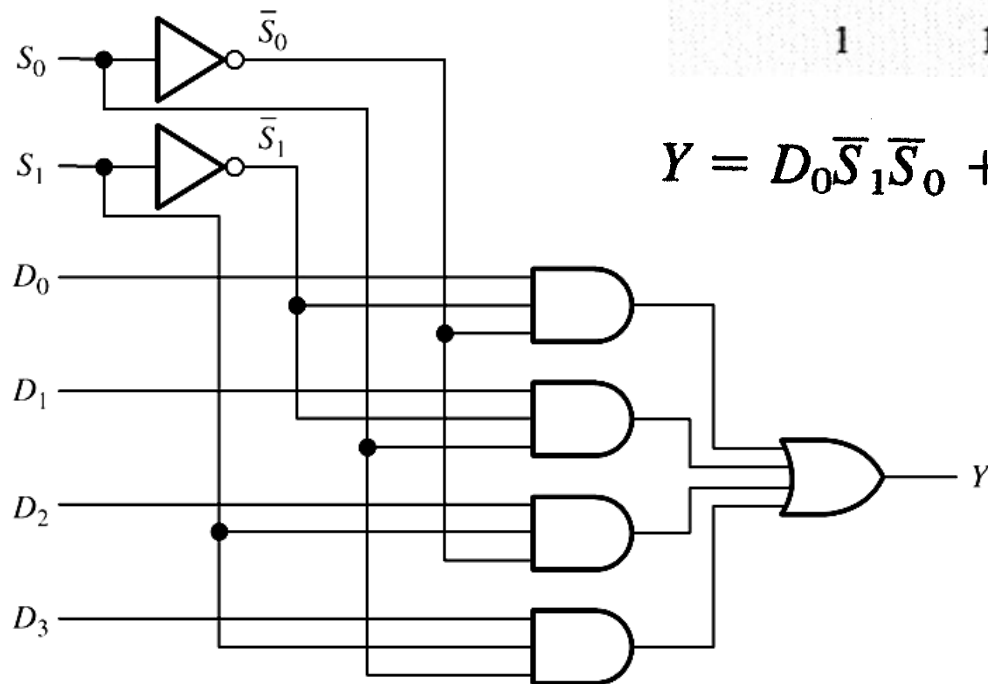 1 1
S̄₀
S₀
S̄₁
S₁
Y = D₀S̄₁S̄₀ +
D₀
D₁
D₂
D₃
Y